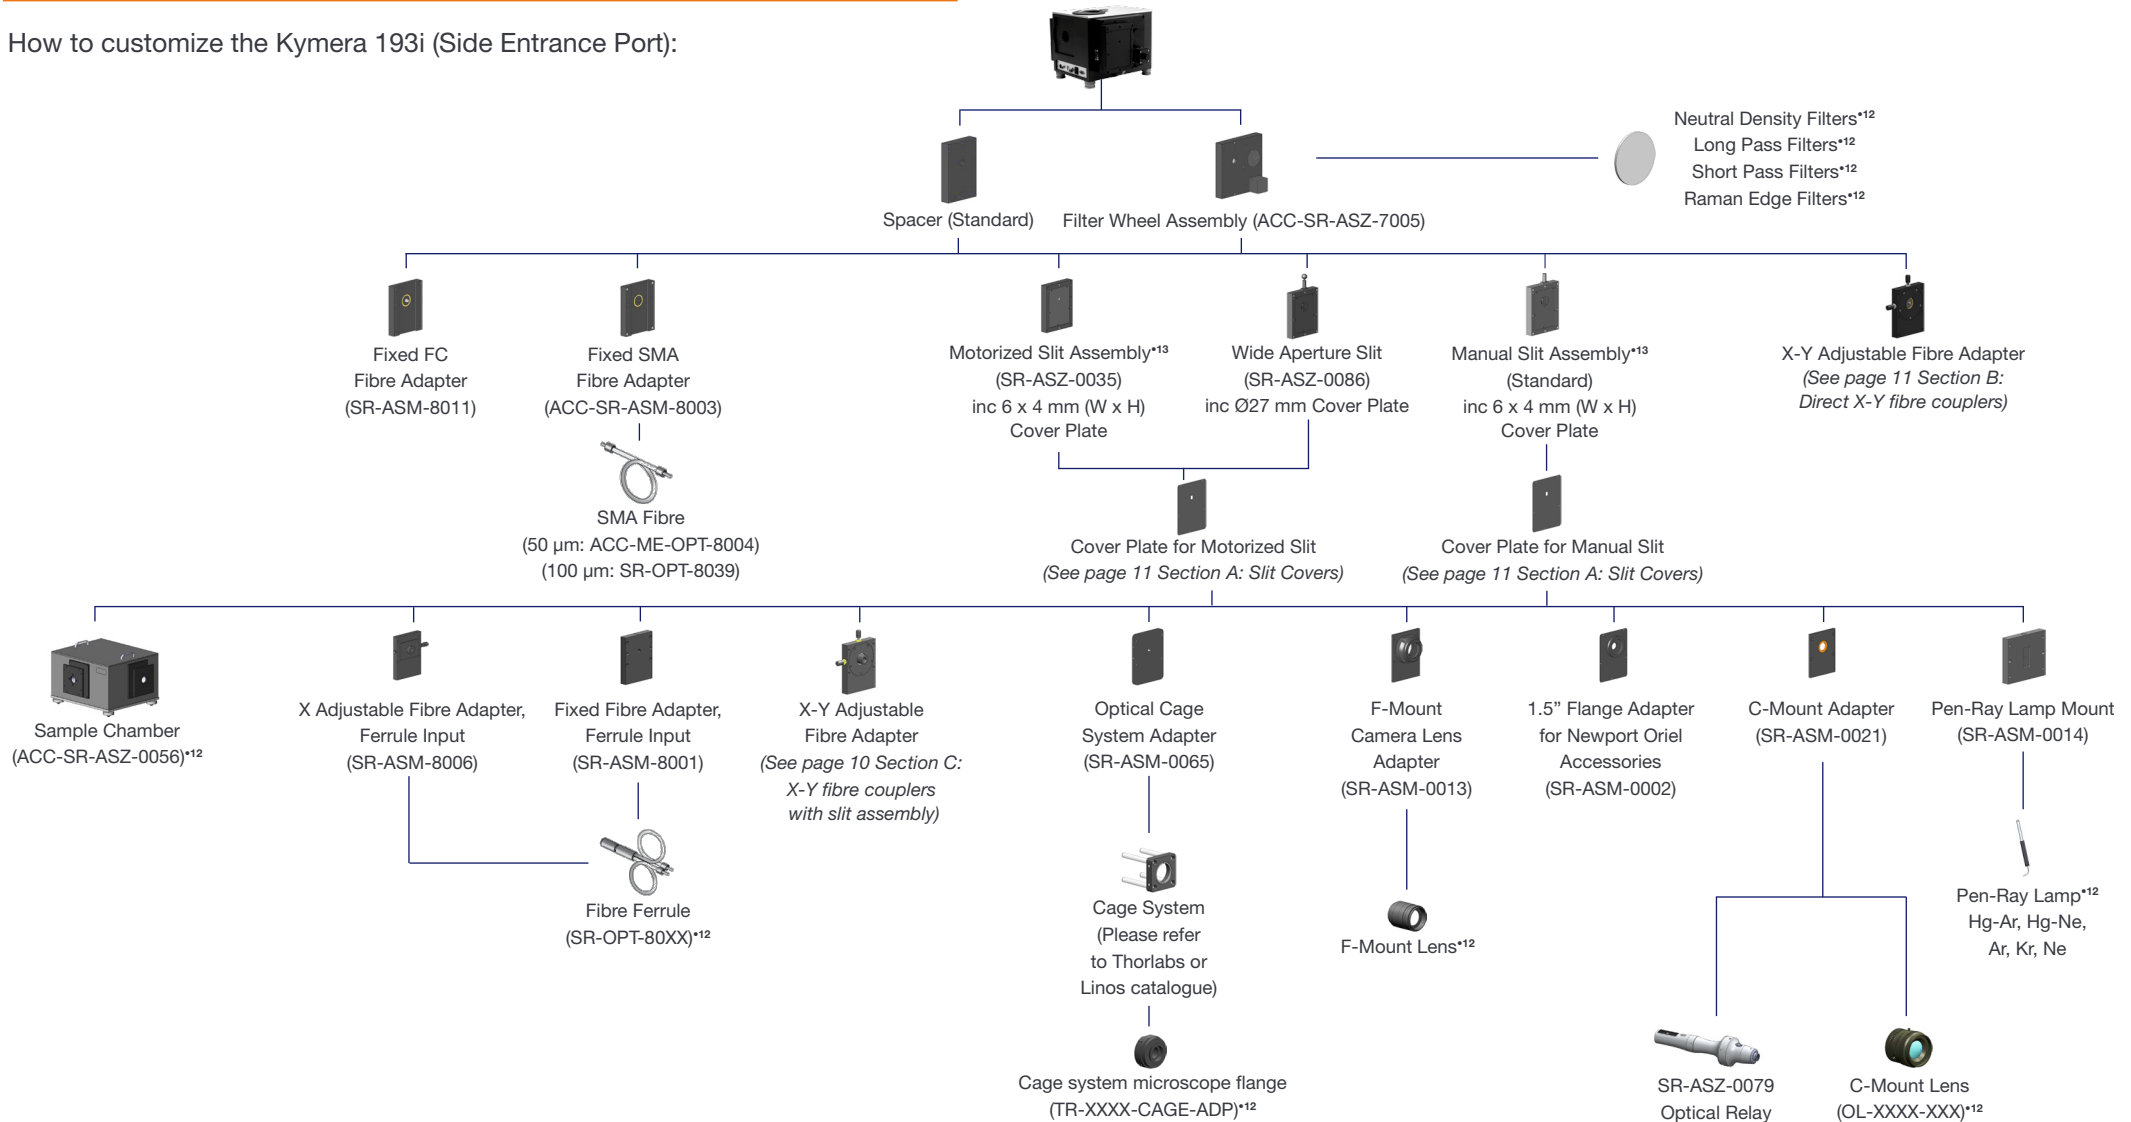 How to customize the Kymera 193i (Side Entrance Port):
Neutral Density Filters•12
Long Pass Filters•12
Short Pass Filters•12
Raman Edge Filters•12
Spacer (Standard)
Filter Wheel Assembly (ACC-SR-ASZ-7005)
Fixed FC
Fibre Adapter
(SR-ASM-8011)
Fixed SMA
Fibre Adapter
(ACC-SR-ASM-8003)
Motorized Slit Assembly•13
(SR-ASZ-0035)
inc 6 x 4 mm (W x H)
Cover Plate
Wide Aperture Slit
(SR-ASZ-0086)
inc Ø27 mm Cover Plate
Manual Slit Assembly•13
(Standard)
inc 6 x 4 mm (W x H)
Cover Plate
X-Y Adjustable Fibre Adapter
(See page 11 Section B:
Direct X-Y fibre couplers)
SMA Fibre
(50 µm: ACC-ME-OPT-8004)
(100 µm: SR-OPT-8039)
Cover Plate for Motorized Slit
(See page 11 Section A: Slit Covers)
Cover Plate for Manual Slit
(See page 11 Section A: Slit Covers)
Sample Chamber
(ACC-SR-ASZ-0056)•12
X Adjustable Fibre Adapter,
Ferrule Input
(SR-ASM-8006)
Fixed Fibre Adapter,
Ferrule Input
(SR-ASM-8001)
X-Y Adjustable
Fibre Adapter
(See page 10 Section C:
X-Y fibre couplers
with slit assembly)
Optical Cage
System Adapter
(SR-ASM-0065)
F-Mount
Camera Lens
Adapter
(SR-ASM-0013)
1.5” Flange Adapter
for Newport Oriel
Accessories
(SR-ASM-0002)
C-Mount Adapter
(SR-ASM-0021)
Pen-Ray Lamp Mount
(SR-ASM-0014)
Fibre Ferrule
(SR-OPT-80XX)•12
Cage System
(Please refer
to Thorlabs or
Linos catalogue)
F-Mount Lens•12
Pen-Ray Lamp•12
Hg-Ar, Hg-Ne,
Ar, Kr, Ne
Cage system microscope flange
(TR-XXXX-CAGE-ADP)•12
SR-ASZ-0079
Optical Relay
C-Mount Lens
(OL-XXXX-XXX)•12